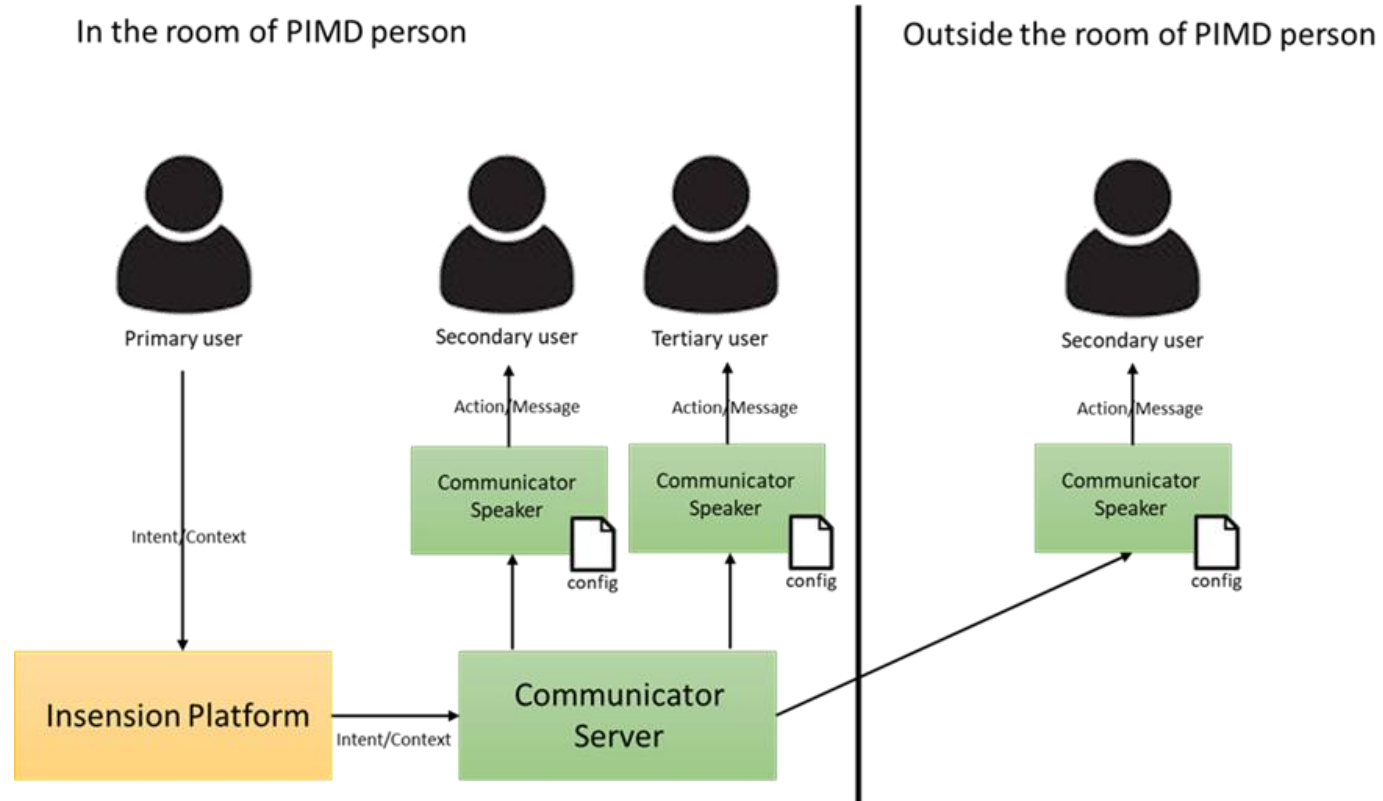 In the room of PIMD person
Outside the room of PIMD person
Primary user
Secondary user
Tertiary user
Secondary user
Action/Message
Action/Message
Action/Message
Communicator
Speaker
Communicator
Speaker
Communicator
Speaker
config
config
config
Intent/Context
Insension Platform
Intent/Context
Communicator
Server